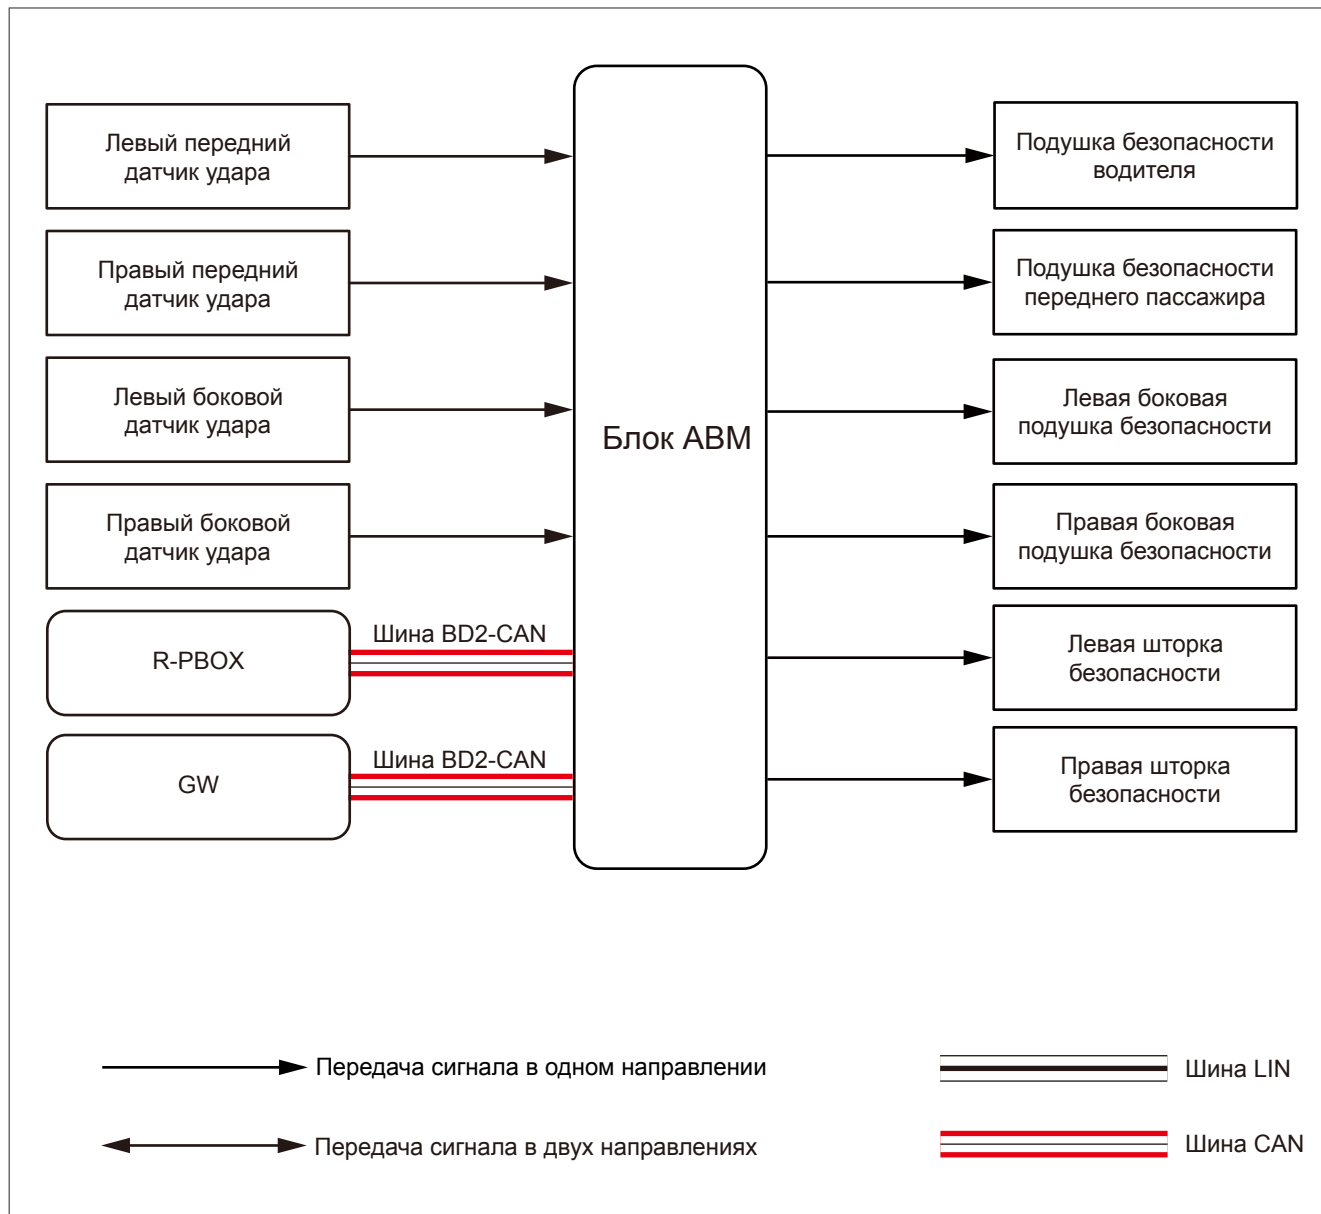 Левый передний
датчик удара
Правый передний
датчик удара
Левый боковой
датчик удара
Правый боковой
датчик удара
R-PBOX
Шина BD2-CAN
GW
Шина BD2-CAN
Блок ABM
Подушка безопасности
водителя
Подушка безопасности
переднего пассажира
Левая боковая
подушка безопасности
Правая боковая
подушка безопасности
Левая шторка
безопасности
Правая шторка
безопасности
Передача сигнала в одном направлении
Шина LIN
Передача сигнала в двух направлениях
Шина CAN